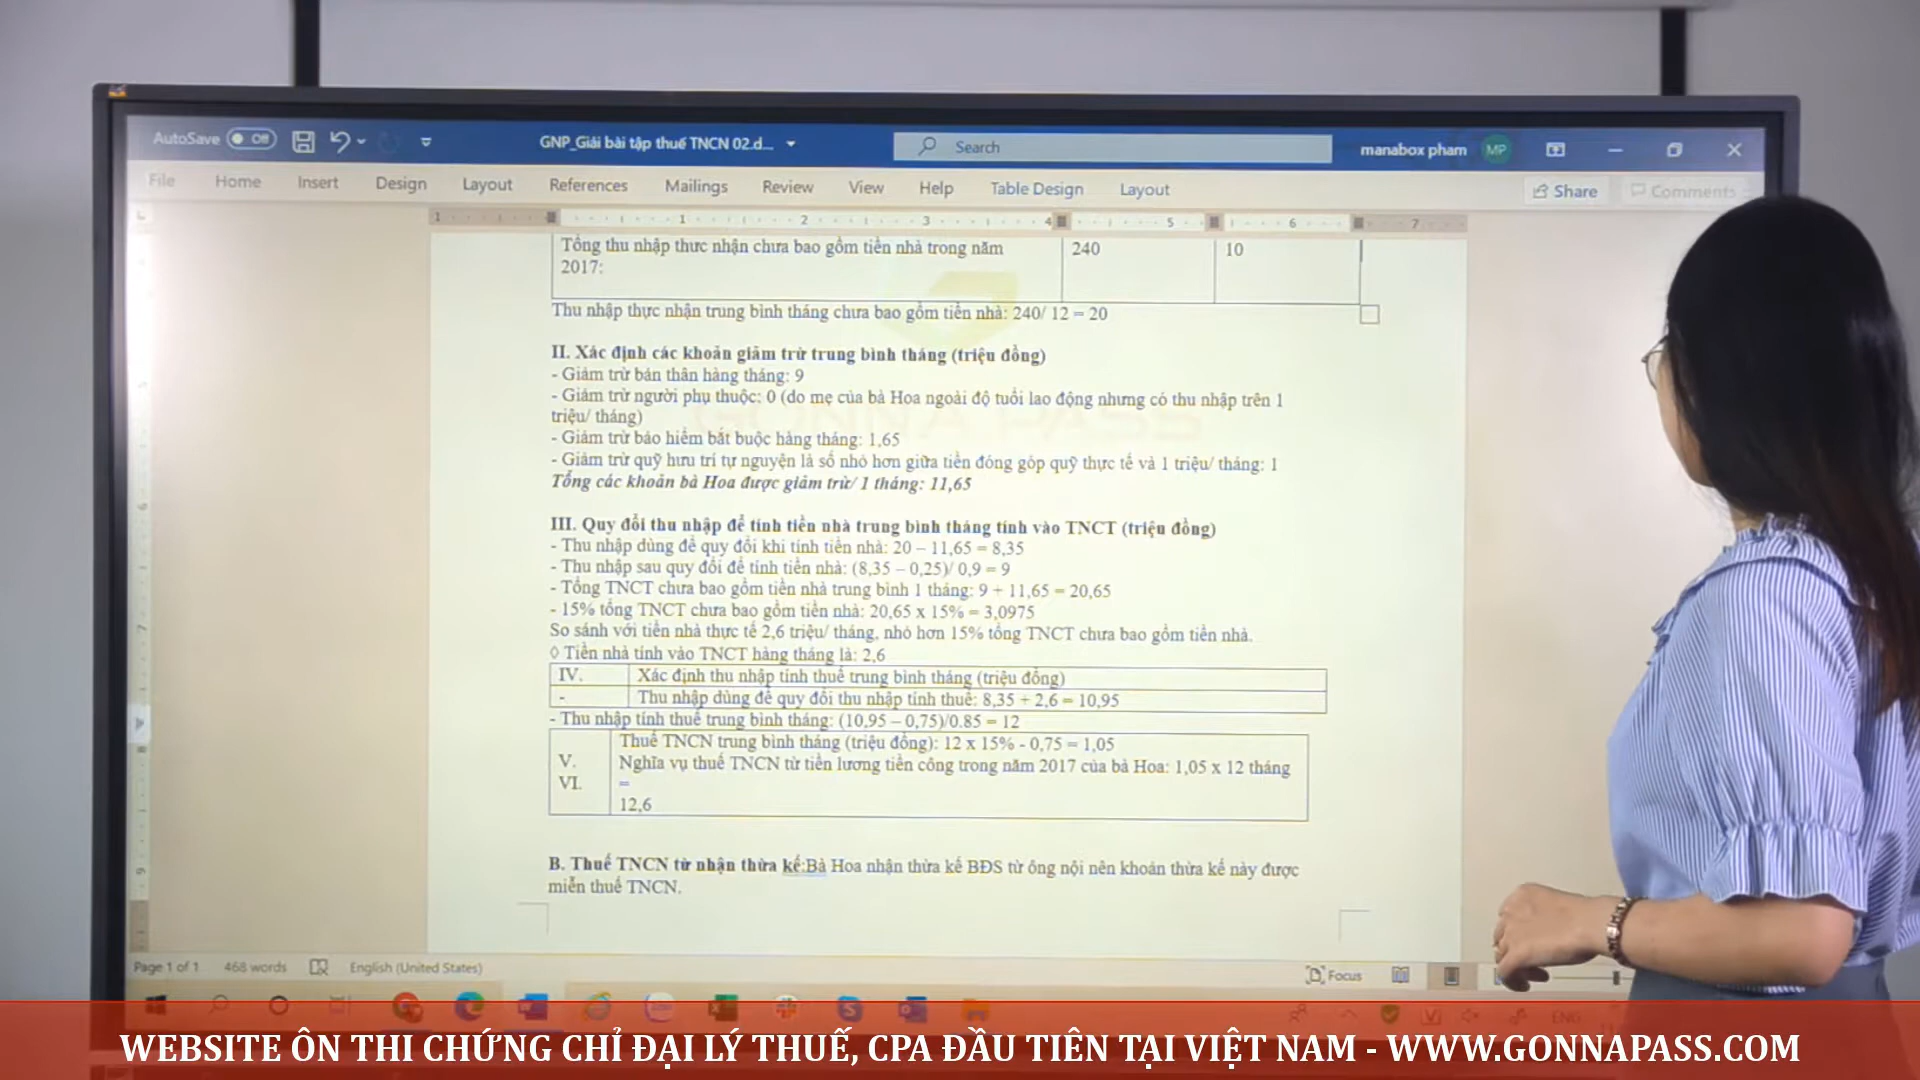 AutoSave Off
GNP_Giải bài tập thuế TNCN 02.d...
Search
manabox pham MP
File Home Insert Design Layout References Mailings Review View Help Table Design Layout
Share Comments
1 1 2 3 4 5 6 7
Tổng thu nhập thực nhận chưa bao gồm tiền nhà trong năm 240 10
2017:
Thu nhập thực nhận trung bình tháng chưa bao gồm tiền nhà: 240/ 12 = 20
II. Xác định các khoản giảm trừ trung bình tháng (triệu đồng)
- Giảm trừ bản thân hàng tháng: 9
- Giảm trừ người phụ thuộc: 0 (do mẹ của bà Hoa ngoài độ tuổi lao động nhưng có thu nhập trên 1
triệu/ tháng)
GONNA PASS
- Giảm trừ bảo hiểm bắt buộc hàng tháng: 1,65
- Giảm trừ quỹ hưu trí tự nguyện là số nhỏ hơn giữa tiền đóng góp quỹ thực tế và 1 triệu/ tháng: 1
Tổng các khoản bà Hoa được giảm trừ/ 1 tháng: 11,65
III. Quy đổi thu nhập để tính tiền nhà trung bình tháng tính vào TNCT (triệu đồng)
- Thu nhập dùng để quy đổi khi tính tiền nhà: 20 – 11,65 = 8,35
- Thu nhập sau quy đổi để tính tiền nhà: (8,35 – 0,25)/ 0,9 = 9
- Tổng TNCT chưa bao gồm tiền nhà trung bình 1 tháng: 9 + 11,65 = 20,65
- 15% tổng TNCT chưa bao gồm tiền nhà: 20,65 x 15% = 3,0975
So sánh với tiền nhà thực tế 2,6 triệu/ tháng, nhỏ hơn 15% tổng TNCT chưa bao gồm tiền nhà.
◊ Tiền nhà tính vào TNCT hàng tháng là: 2,6
IV. Xác định thu nhập tính thuế trung bình tháng (triệu đồng)
- Thu nhập dùng để quy đổi thu nhập tính thuế: 8,35 + 2,6 = 10,95
- Thu nhập tính thuế trung bình tháng: (10,95 – 0,75)/0.85 = 12
Thuế TNCN trung bình tháng (triệu đồng): 12 x 15% - 0,75 = 1,05
V. Nghĩa vụ thuế TNCN từ tiền lương tiền công trong năm 2017 của bà Hoa: 1,05 x 12 tháng
VI. =
12,6
B. Thuế TNCN từ nhận thừa kế:Bà Hoa nhận thừa kế BĐS từ ông nội nên khoản thừa kế này được
miễn thuế TNCN.
Page 1 of 1 468 words English (United States) Focus
ENG
WEBSITE ÔN THI CHỨNG CHỈ ĐẠI LÝ THUẾ, CPA ĐẦU TIÊN TẠI VIỆT NAM - WWW.GONNAPASS.COM